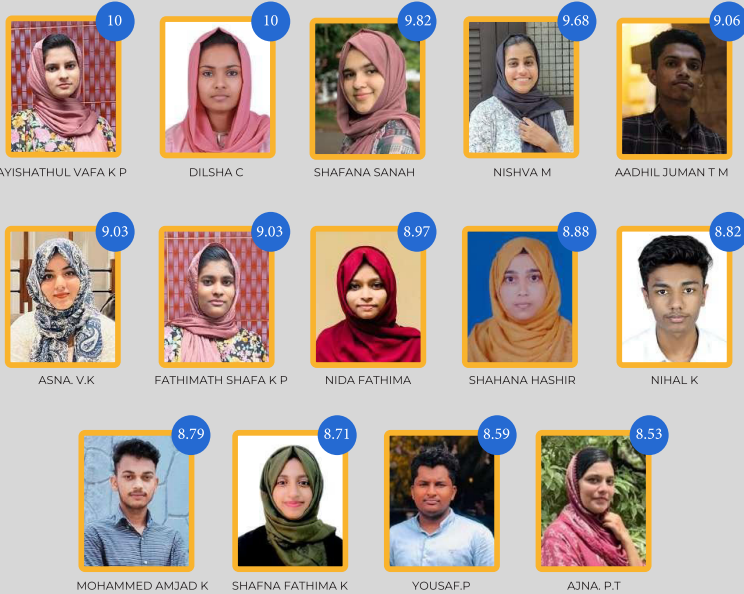 10
10
9.82
9.68
9.06
AYISHATHUL VAFA K P
DILSHA C
SHAFANA SANAH
NISHVA M
AADHIL JUMAN T M
9.03
9.03
8.97
8.88
8.82
ASNA. V.K
FATHIMATH SHAFA K P
NIDA FATHIMA
SHAHANA HASHIR
NIHAL K
8.79
8.71
8.59
8.53
MOHAMMED AMJAD K
SHAFNA FATHIMA K
YOUSAF.P
AJNA. P.T